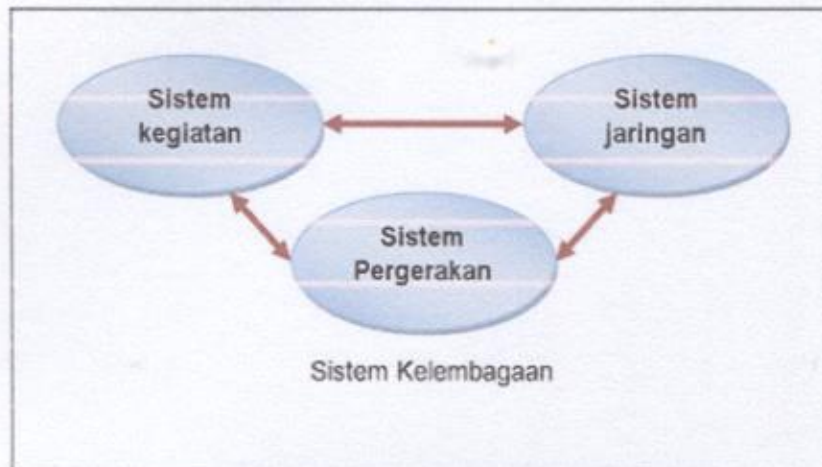 Sistem
kegiatan
Sistem
jaringan
Sistem
Pergerakan
Sistem Kelembagaan